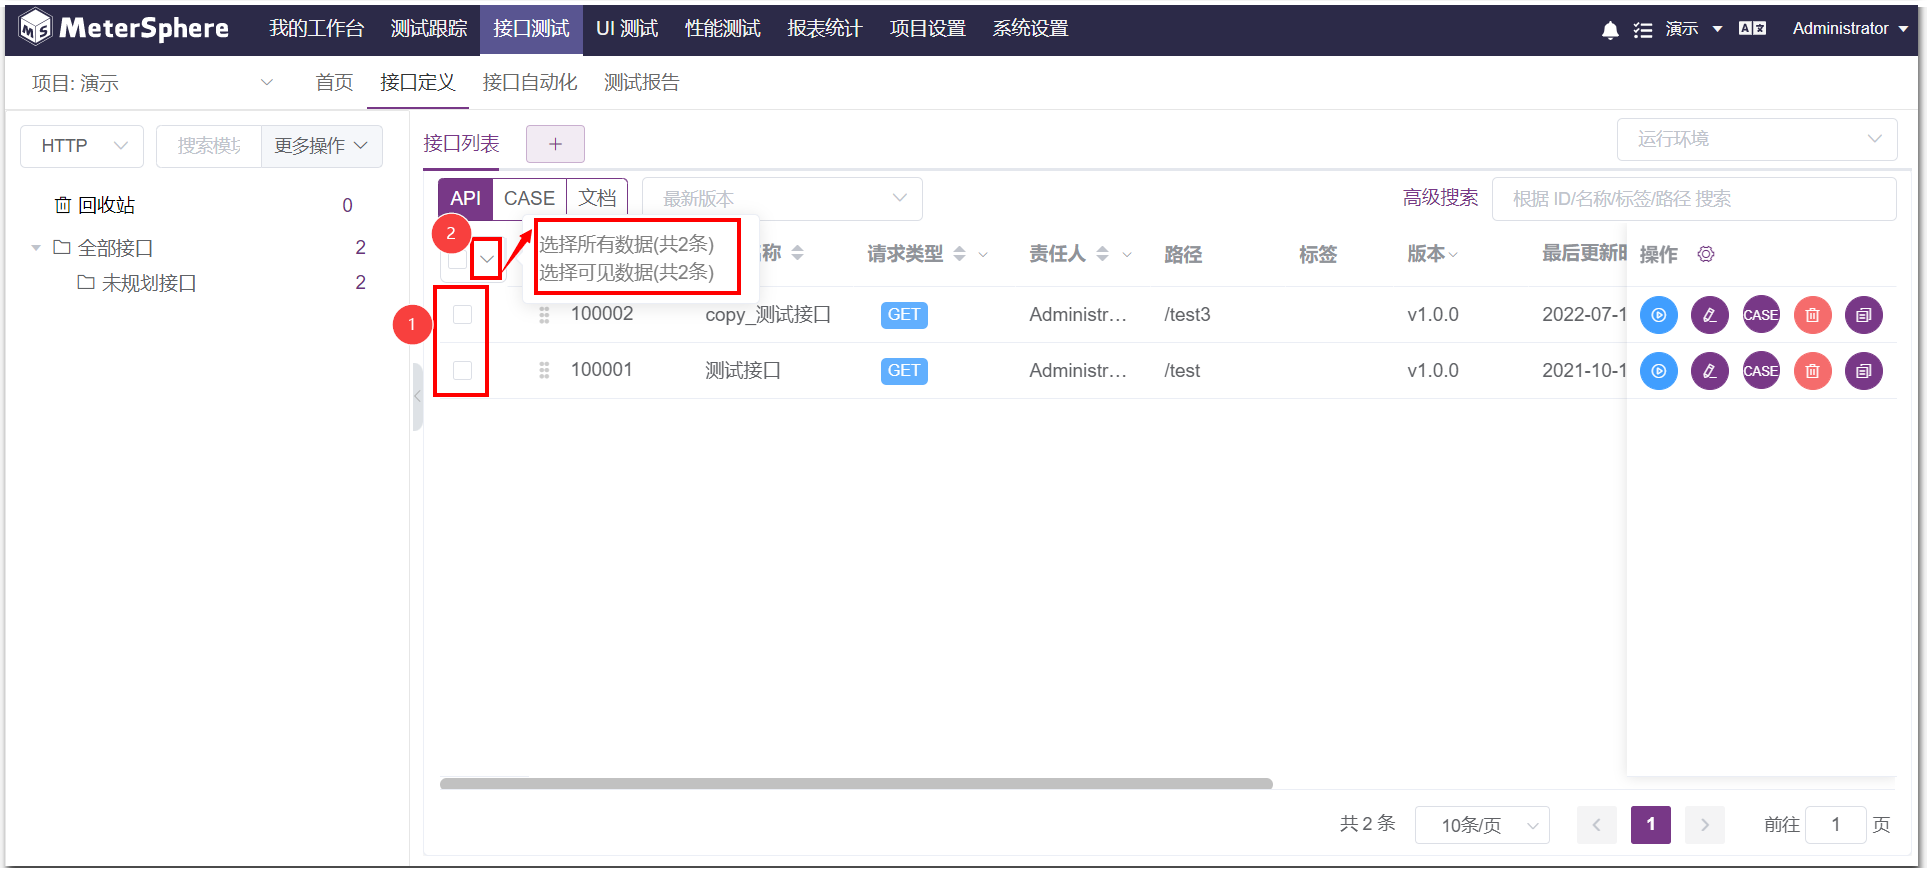 MeterSphere 我的工作台 测试跟踪 接口测试 UI 测试 性能测试 报表统计 项目设置 系统设置 演示 Administrator
项目: 演示 首页 接口定义 接口自动化 测试报告
HTTP 搜索模块 更多操作 接口列表 + 运行环境
API CASE 文档 最新版本 高级搜索 根据 ID/名称/标签/路径 搜索
回收站 0
全部接口 2
未规划接口 2
2
选择所有数据(共2条)
选择可见数据(共2条)
称 请求类型 责任人 路径 标签 版本 最后更新时 操作
1
100002 copy_测试接口 GET Administr... /test3 v1.0.0 2022-07-1 CASE
100001 测试接口 GET Administr... /test v1.0.0 2021-10-1 CASE
共 2 条 10条/页 1 前往 1 页